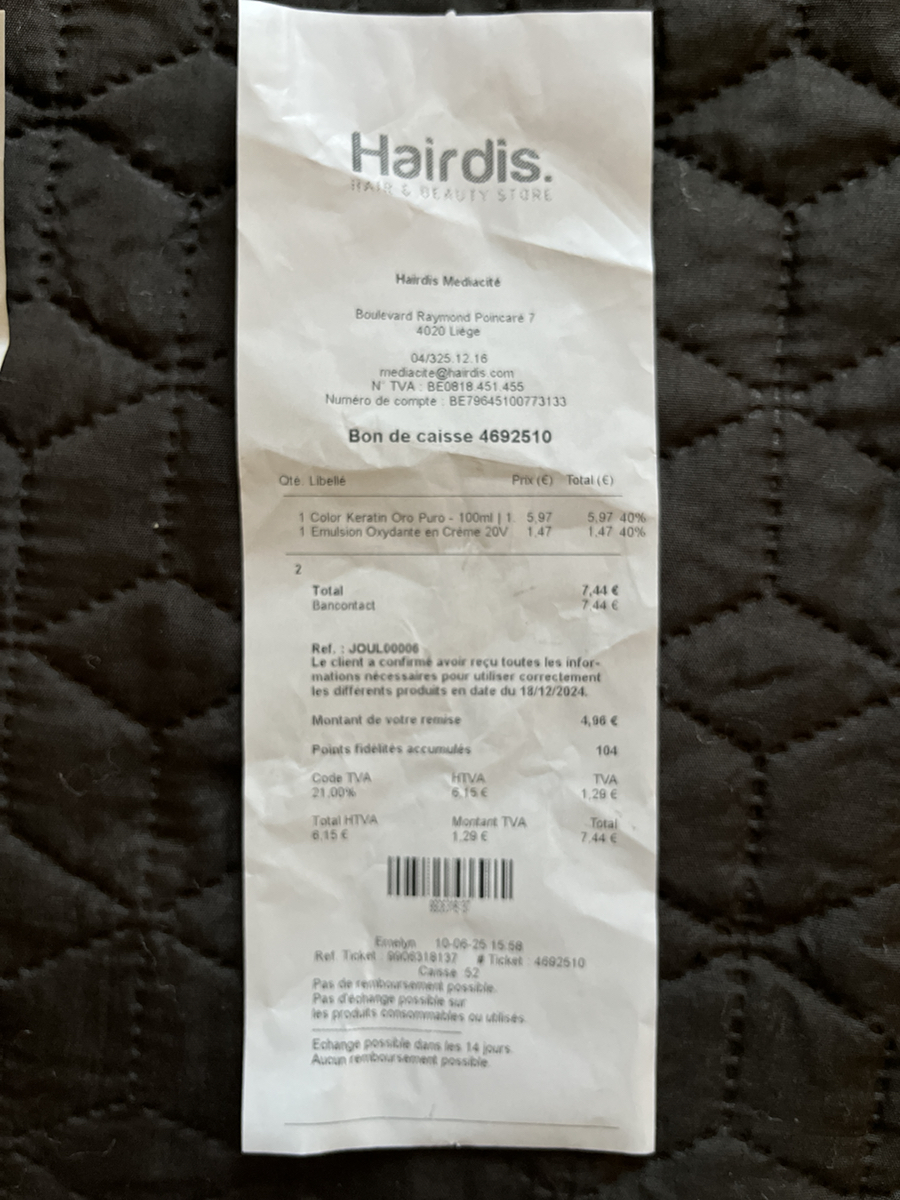 Hairdis.
HAIR & BEAUTY STORE
Hairdis Mediacité
Boulevard Raymond Poincaré 7
4020 Liège
04/325.12.16
mediacite@hairdis.com
N° TVA : BE0818.451.455
Numéro de compte : BE79645100773133
Bon de caisse 4692510
Qté. Libellé Prix (€) Total (€)
1 Color Keratin Oro Puro - 100ml | 1. 5,97 5,97 40%
1 Emulsion Oxydante en Crème 20V 1,47 1,47 40%
2
Total 7,44 €
Bancontact 7,44 €
Ref. : JOUL00006
Le client a confirmé avoir reçu toutes les infor-
mations nécessaires pour utiliser correctement
les différents produits en date du 18/12/2024.
Montant de votre remise 4,96 €
Points fidélités accumulés 104
Code TVA HTVA TVA
21,00% 6,15 € 1,29 €
Total HTVA Montant TVA Total
6,15 € 1,29 € 7,44 €
10-06-25 15:58
Ref. Ticket : 9908318137 # Ticket : 4692510
Caisse 52
Pas de remboursement possible.
Pas d'échange possible sur
les produits consommables ou utilisés.
Echange possible dans les 14 jours.
Aucun remboursement possible.